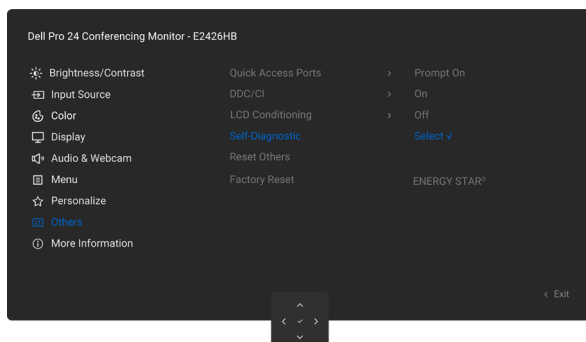 Dell Pro 24 Conferencing Monitor - E2426HB
Brightness/Contrast
Input Source
Color
Display
Audio & Webcam
Menu
Personalize
Others
More Information
Quick Access Ports > Prompt On
DDC/CI > On
LCD Conditioning > Off
Self-Diagnostic Select √
Reset Others
Factory Reset ENERGY STAR®
< Exit